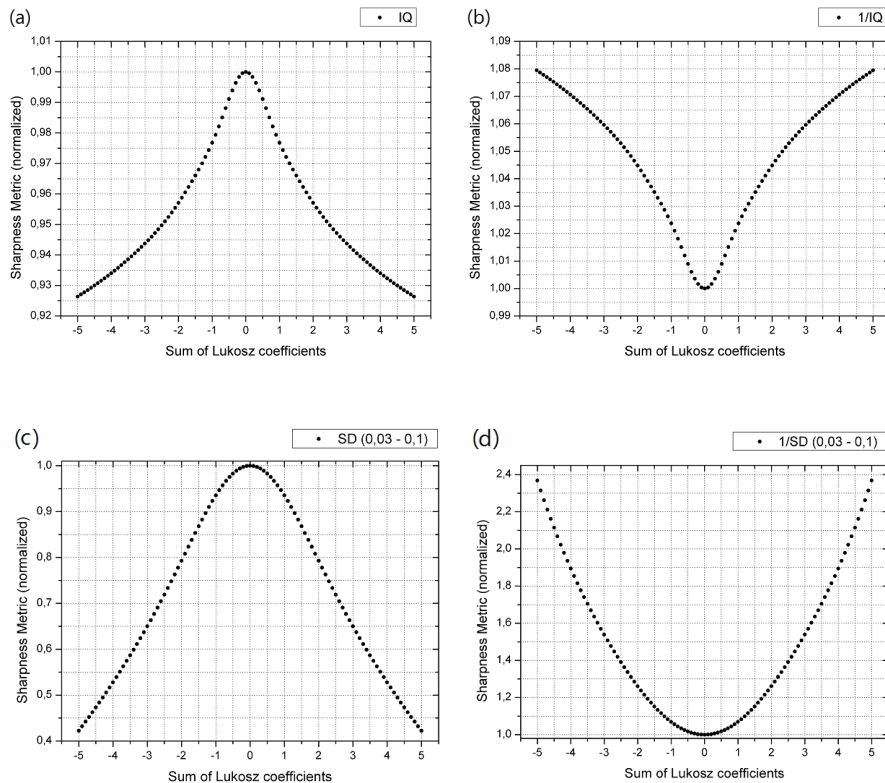 (a)
IQ
1,01
1,00
0,99
0,98
0,97
0,96
0,95
0,94
0,93
0,92
Sharpness Metric (normalized)
-5 -4 -3 -2 -1 0 1 2 3 4 5
Sum of Lukosz coefficients
(b)
1/IQ
1,09
1,08
1,07
1,06
1,05
1,04
1,03
1,02
1,01
1,00
0,99
Sharpness Metric (normalized)
-5 -4 -3 -2 -1 0 1 2 3 4 5
Sum of Lukosz coefficients
(c)
SD (0,03 - 0,1)
1,0
0,9
0,8
0,7
0,6
0,5
0,4
Sharpness Metric (normalized)
-5 -4 -3 -2 -1 0 1 2 3 4 5
Sum of Lukosz coefficients
(d)
1/SD (0,03 - 0,1)
2,4
2,2
2,0
1,8
1,6
1,4
1,2
1,0
Sharpness Metric (normalized)
-5 -4 -3 -2 -1 0 1 2 3 4 5
Sum of Lukosz coefficients